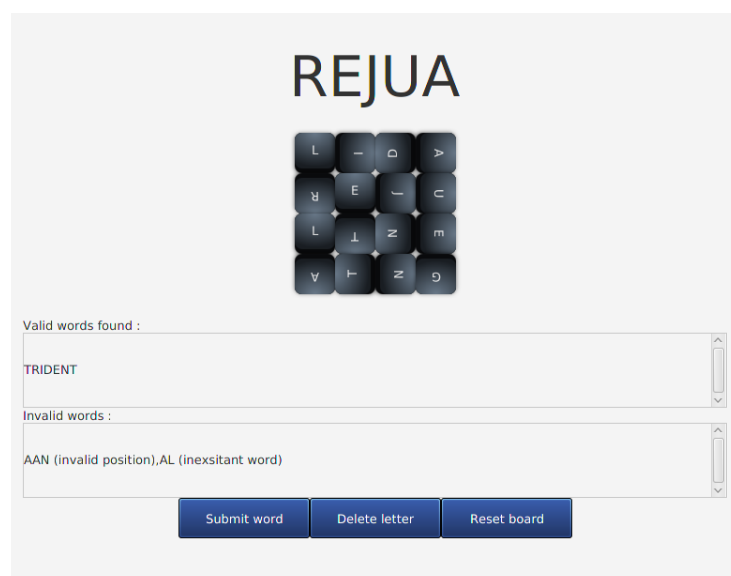 REJUA
L I D A
R E J U
L T N E
A T N G
Valid words found :
TRIDENT
Invalid words :
AAN (invalid position),AL (inexsitant word)
Submit word Delete letter Reset board